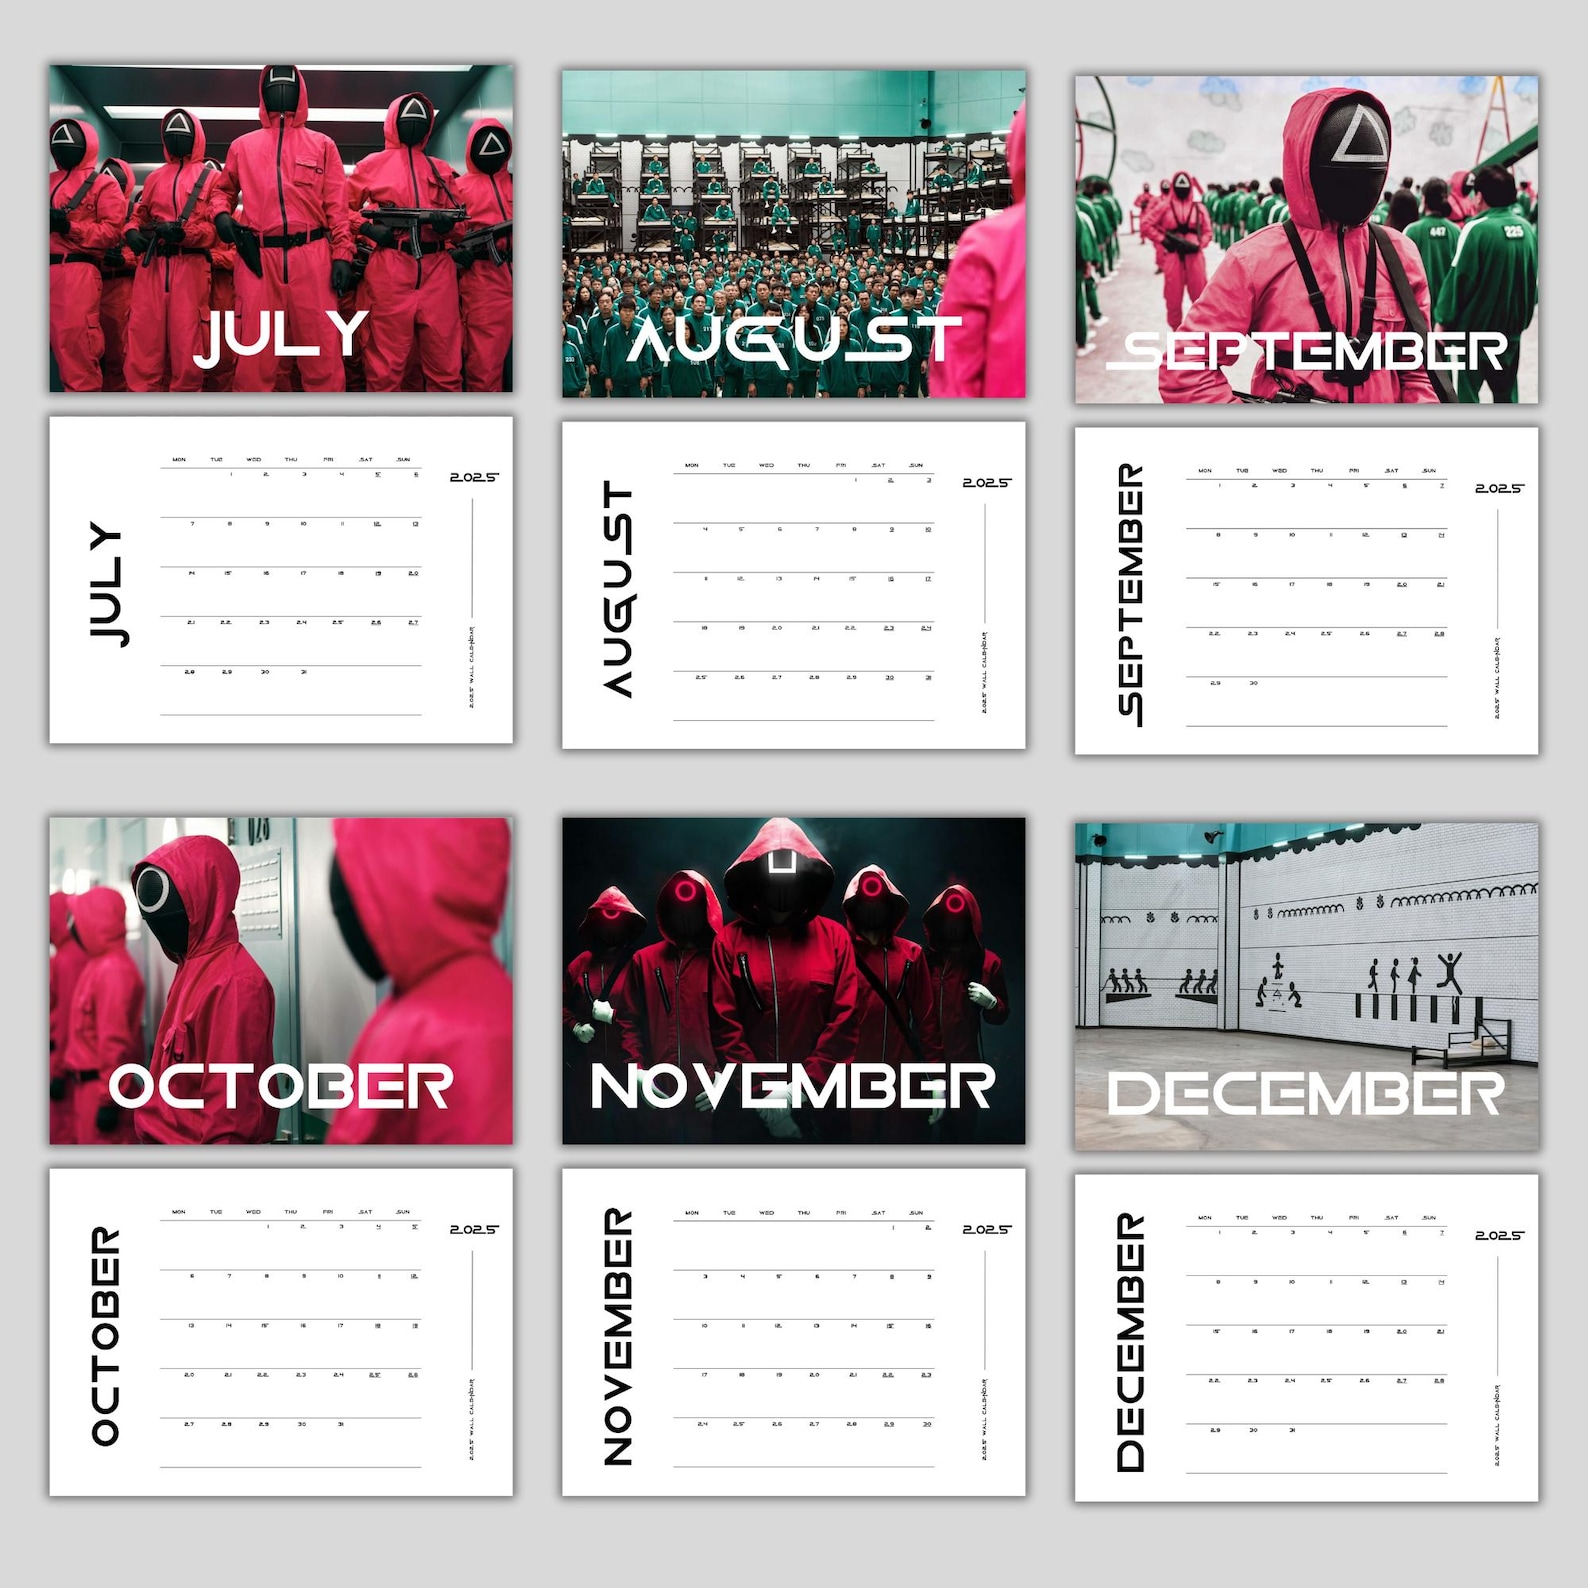 JULY
AUGUST
447
225
SEPTEMBER
JULY
MON TUE WED THU FRI SAT SUN
1 2 3 4 5 6
7 8 9 10 11 12 13
14 15 16 17 18 19 20
21 22 23 24 25 26 27
28 29 30 31
2025
2025 WALL CALENDAR
AUGUST
MON TUE WED THU FRI SAT SUN
1 2 3
4 5 6 7 8 9 10
11 12 13 14 15 16 17
18 19 20 21 22 23 24
25 26 27 28 29 30 31
2025
2025 WALL CALENDAR
SEPTEMBER
MON TUE WED THU FRI SAT SUN
1 2 3 4 5 6 7
8 9 10 11 12 13 14
15 16 17 18 19 20 21
22 23 24 25 26 27 28
29 30
2025
2025 WALL CALENDAR
OCTOBER
NOVEMBER
DECEMBER
OCTOBER
MON TUE WED THU FRI SAT SUN
1 2 3 4 5
6 7 8 9 10 11 12
13 14 15 16 17 18 19
20 21 22 23 24 25 26
27 28 29 30 31
2025
2025 WALL CALENDAR
NOVEMBER
MON TUE WED THU FRI SAT SUN
1 2
3 4 5 6 7 8 9
10 11 12 13 14 15 16
17 18 19 20 21 22 23
24 25 26 27 28 29 30
2025
2025 WALL CALENDAR
DECEMBER
MON TUE WED THU FRI SAT SUN
1 2 3 4 5 6 7
8 9 10 11 12 13 14
15 16 17 18 19 20 21
22 23 24 25 26 27 28
29 30 31
2025
2025 WALL CALENDAR